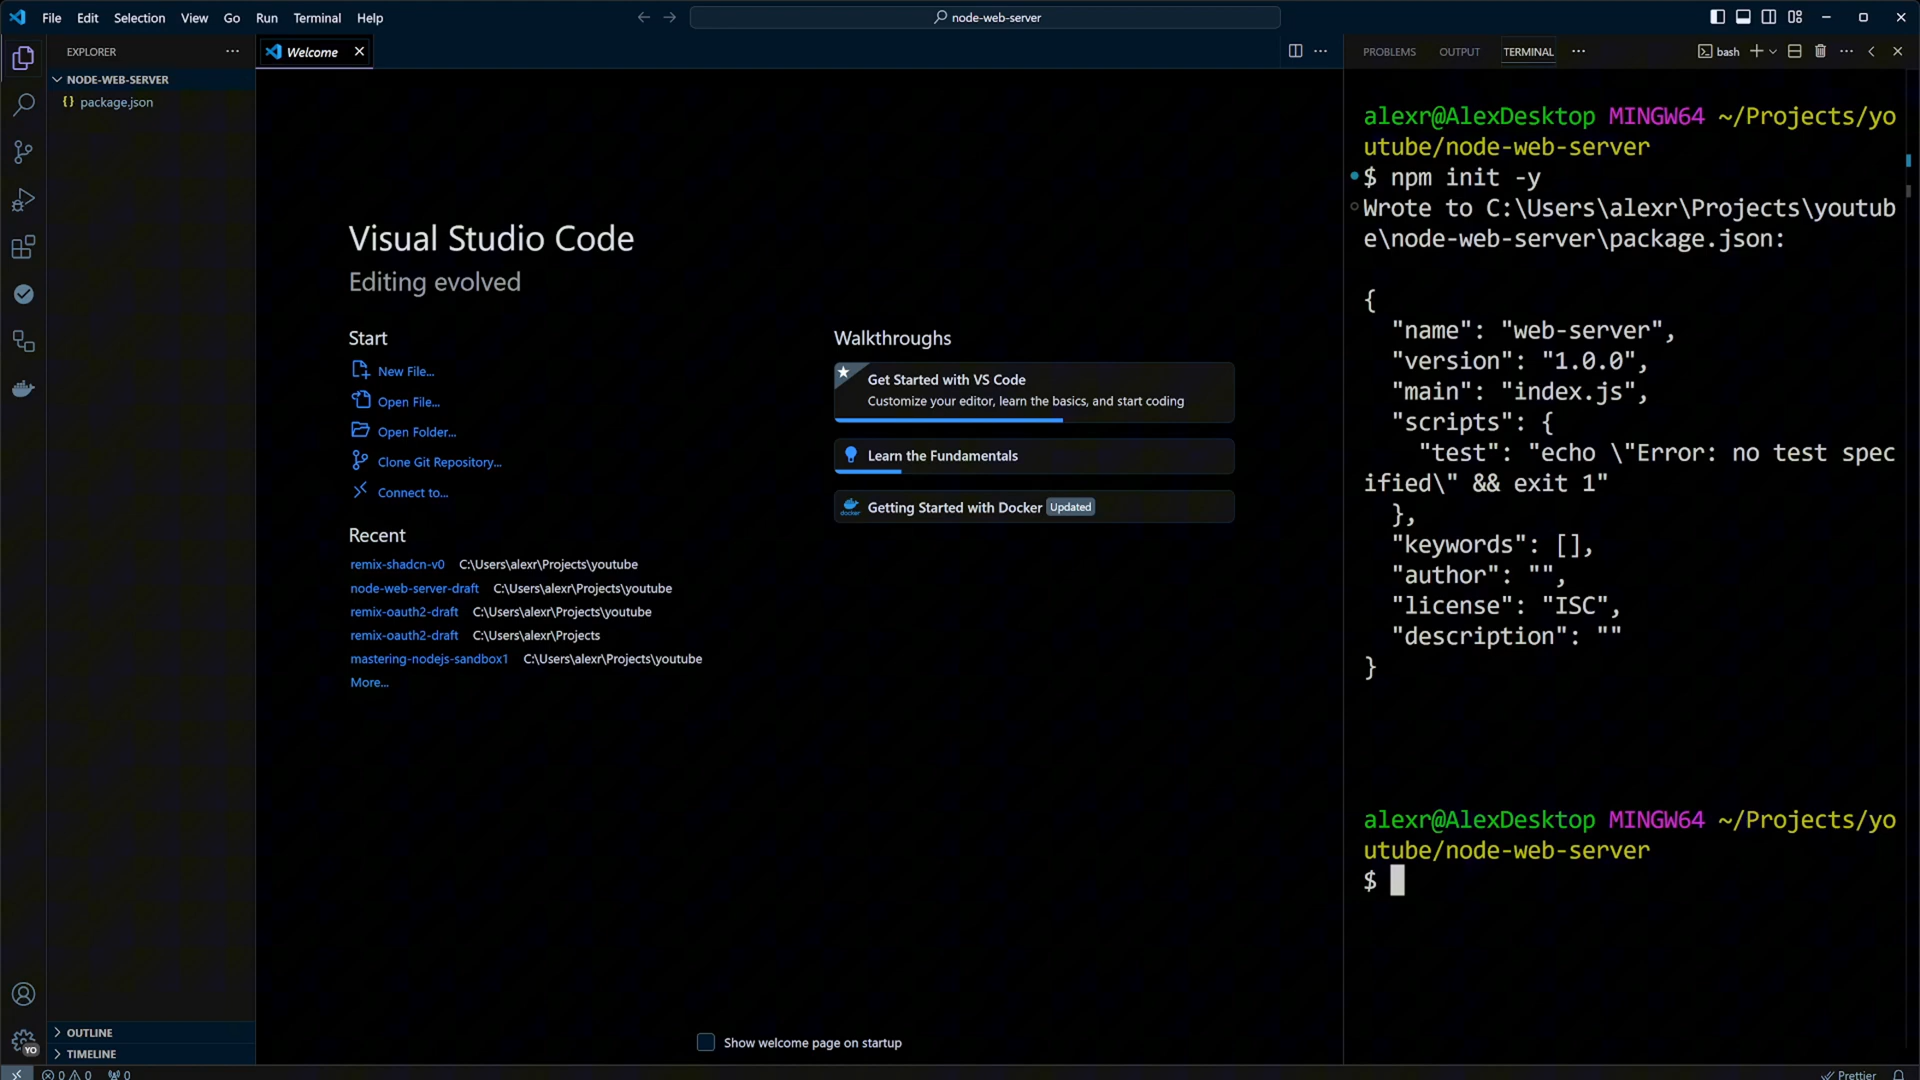 File Edit Selection View Go Run Terminal Help
node-web-server
EXPLORER
NODE-WEB-SERVER
{} package.json
OUTLINE
TIMELINE
Welcome
Visual Studio Code
Editing evolved
Start
New File...
Open File...
Open Folder...
Clone Git Repository...
Connect to...
Recent
remix-shadcn-v0 C:\Users\alexr\Projects\youtube
node-web-server-draft C:\Users\alexr\Projects\youtube
remix-oauth2-draft C:\Users\alexr\Projects\youtube
remix-oauth2-draft C:\Users\alexr\Projects
mastering-nodejs-sandbox1 C:\Users\alexr\Projects\youtube
More...
Walkthroughs
Get Started with VS Code
Customize your editor, learn the basics, and start coding
Learn the Fundamentals
docker
Getting Started with Docker Updated
Show welcome page on startup
PROBLEMS OUTPUT TERMINAL bash
alexr@AlexDesktop MINGW64 ~/Projects/yo
utube/node-web-server
$ npm init -y
Wrote to C:\Users\alexr\Projects\youtub
e\node-web-server\package.json:
{
"name": "web-server",
"version": "1.0.0",
"main": "index.js",
"scripts": {
"test": "echo \"Error: no test spec
ified\" && exit 1"
},
"keywords": [],
"author": "",
"license": "ISC",
"description": ""
}
alexr@AlexDesktop MINGW64 ~/Projects/yo
utube/node-web-server
$
YO
0 0 0
Prettier